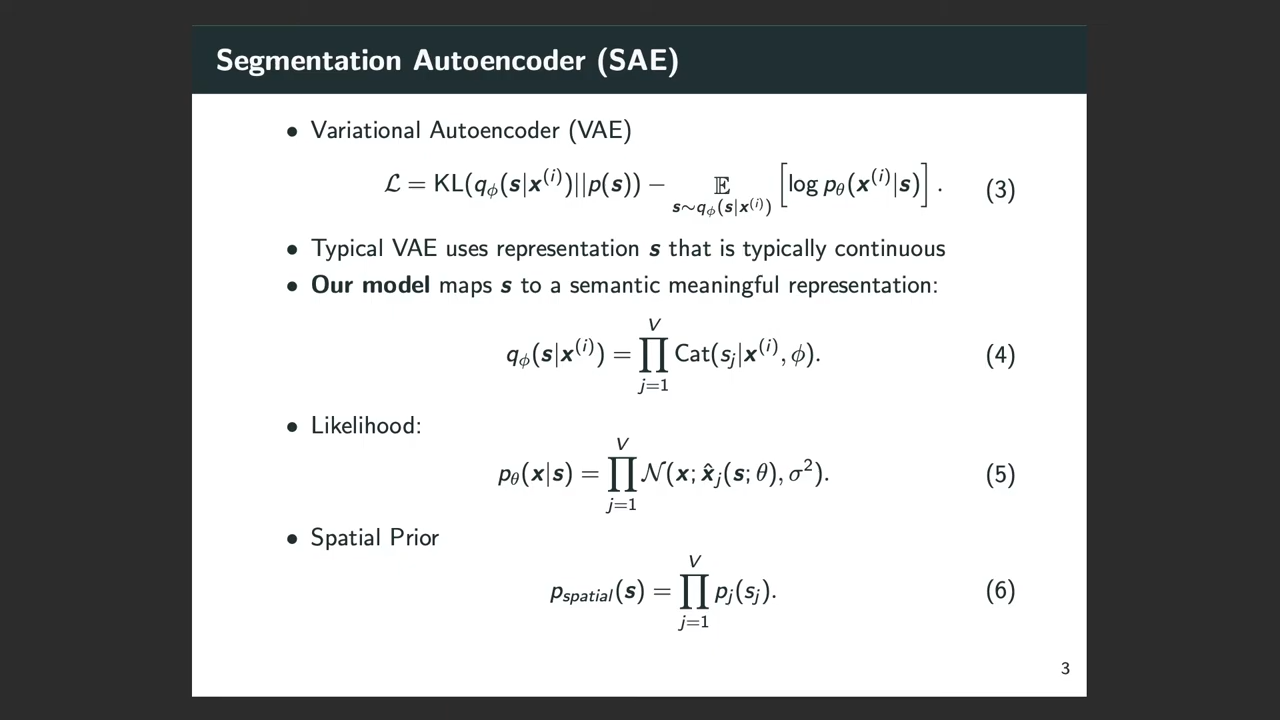 Segmentation Autoencoder (SAE)
• Variational Autoencoder (VAE)
ℒ = KL(q_ϕ(s|x^(i))||p(s)) − 𝔼_{s∼q_ϕ(s|x^(i))} [log p_θ(x^(i)|s)] . (3)
• Typical VAE uses representation s that is typically continuous
• Our model maps s to a semantic meaningful representation:
q_ϕ(s|x^(i)) = ∏_{j=1}^{V} Cat(s_j|x^(i), ϕ). (4)
• Likelihood:
p_θ(x|s) = ∏_{j=1}^{V} 𝒩(x; x̂_j(s; θ), σ²). (5)
• Spatial Prior
p_spatial(s) = ∏_{j=1}^{V} p_j(s_j). (6)
3